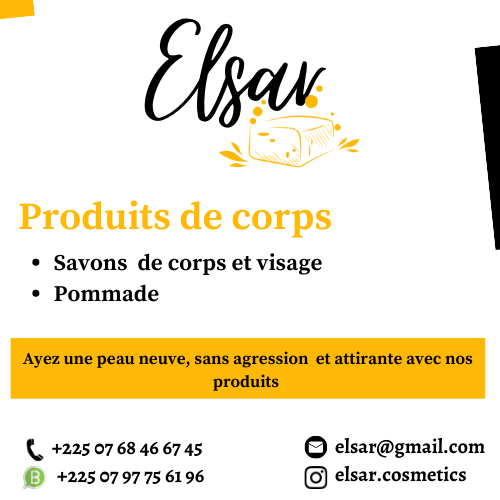 Elsar
Produits de corps
• Savons de corps et visage
• Pommade
Ayez une peau neuve, sans agression et attirante avec nos
produits
+225 07 68 46 67 45
elsar@gmail.com
B +225 07 97 75 61 96
elsar.cosmetics